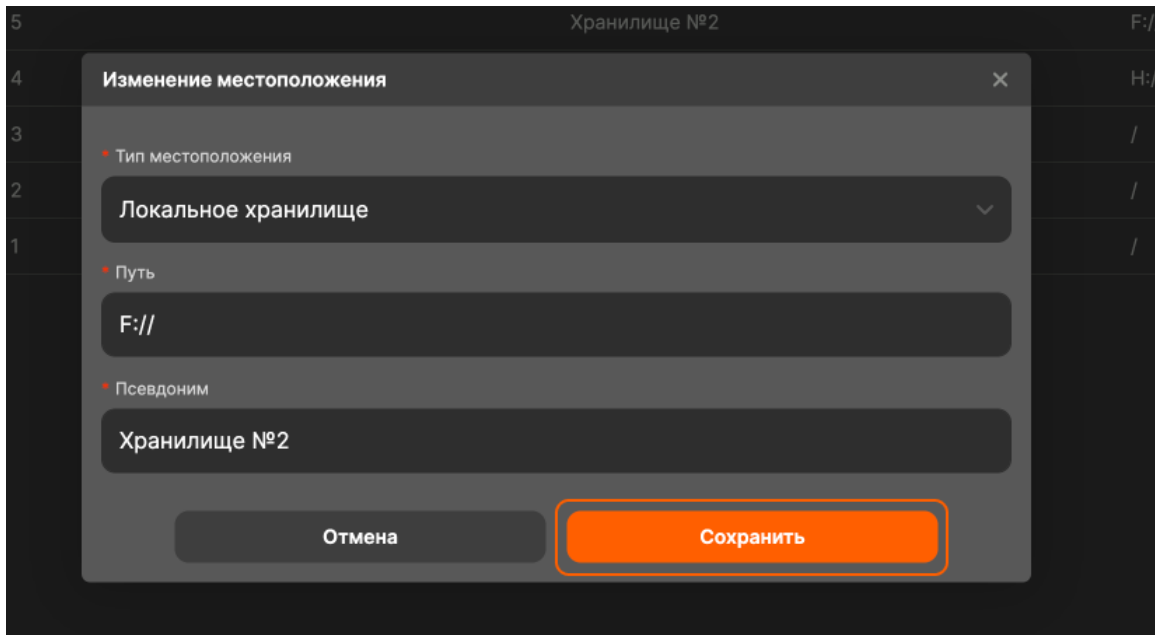 5 Хранилище №2 F:/
Изменение местоположения
4 H:/
3 /
* Тип местоположения
2 /
Локальное хранилище
1 /
* Путь
F://
* Псевдоним
Хранилище №2
Отмена Сохранить